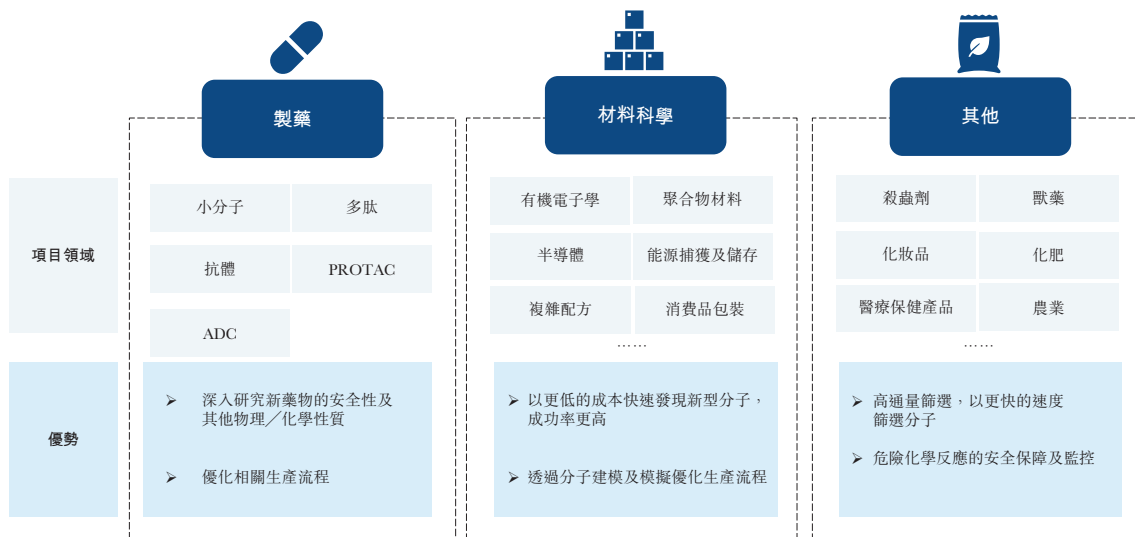 製藥
材料科學
其他
項目領域
小分子
多肽
抗體
PROTAC
ADC
有機電子學
聚合物材料
半導體
能源捕獲及儲存
複雜配方
消費品包裝
……
殺蟲劑
獸藥
化妝品
化肥
醫療保健產品
農業
……
優勢
➢ 深入研究新藥物的安全性及
其他物理╱化學性質
➢ 優化相關生產流程
➢ 以更低的成本快速發現新型分子，
成功率更高
➢ 透過分子建模及模擬優化生產流程
➢ 高通量篩選，以更快的速度
篩選分子
➢ 危險化學反應的安全保障及監控